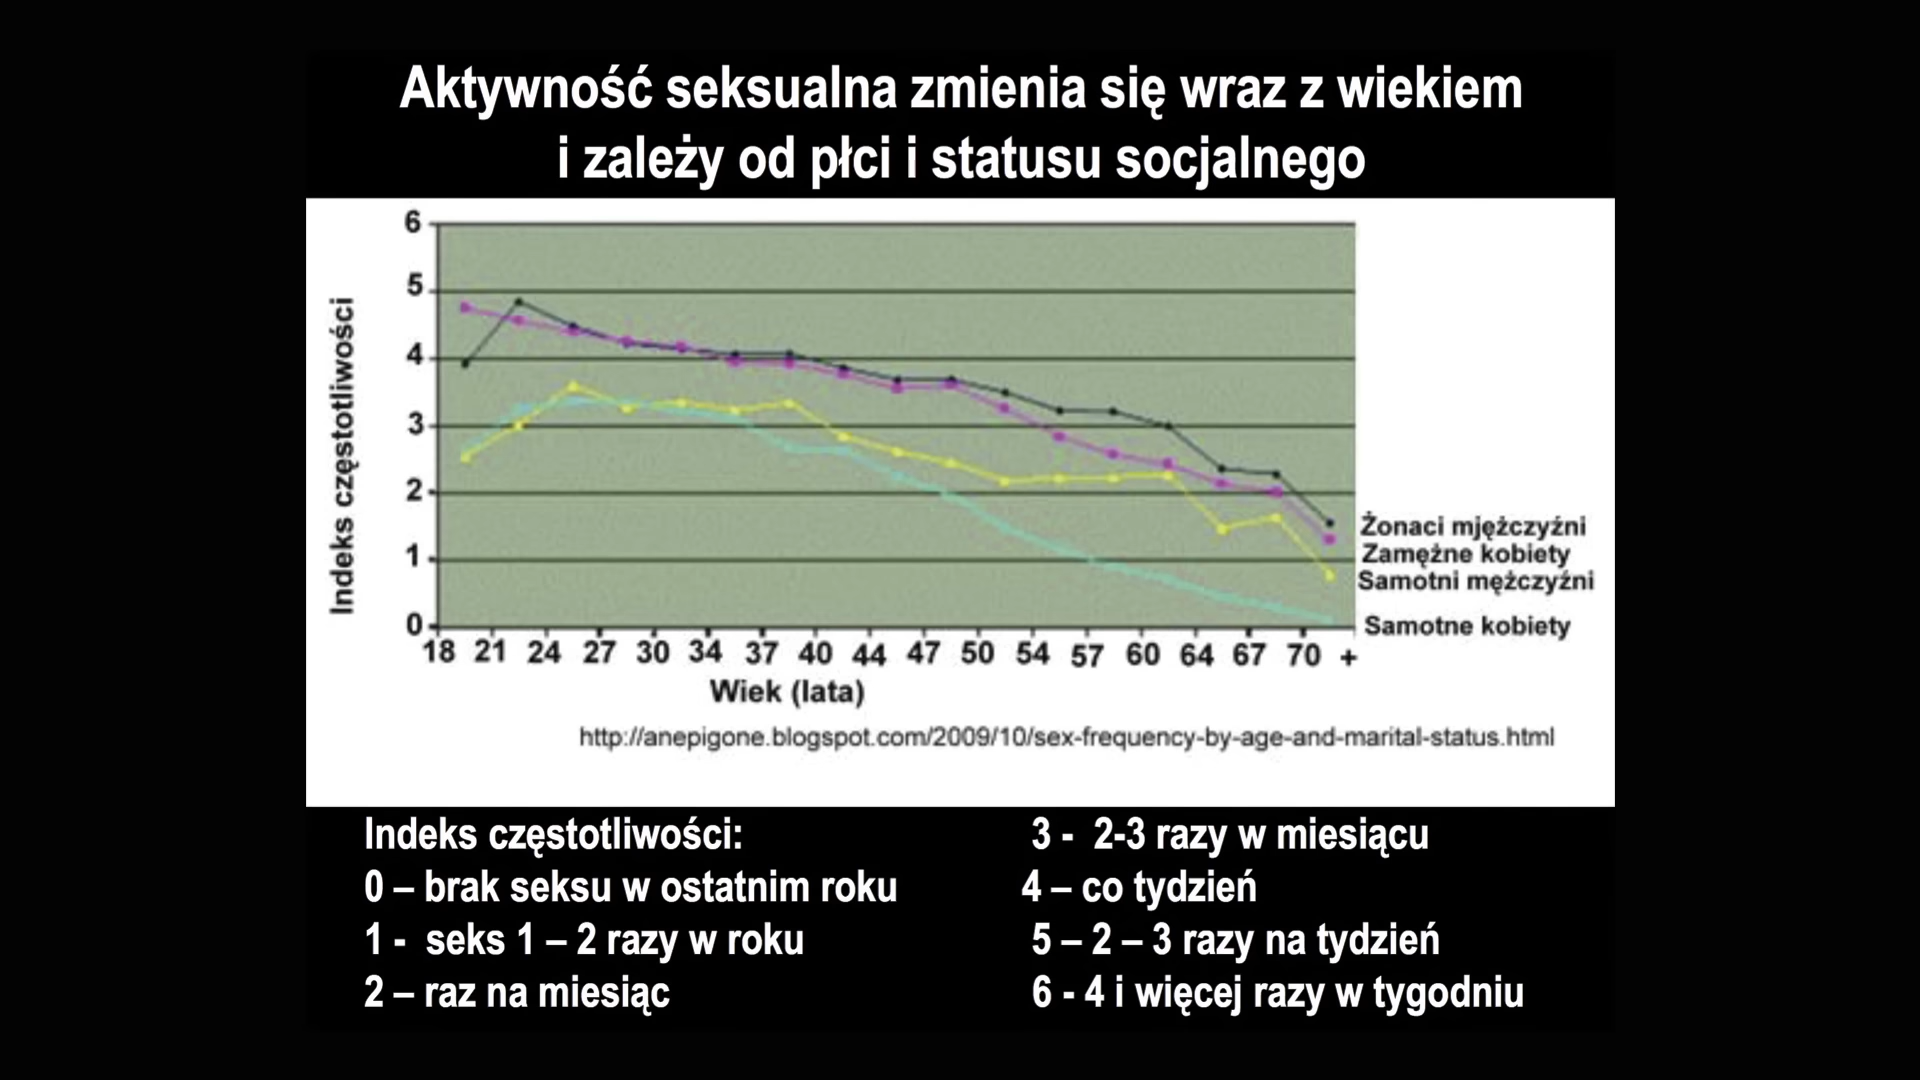 Aktywność seksualna zmienia się wraz z wiekiem
i zależy od płci i statusu socjalnego
6
5
4
3
2
1
0
Indeks częstotliwości
18 21 24 27 30 34 37 40 44 47 50 54 57 60 64 67 70 +
Wiek (lata)
Żonaci mjężczyźni
Zamężne kobiety
Samotni mężczyźni
Samotne kobiety
http://anepigone.blogspot.com/2009/10/sex-frequency-by-age-and-marital-status.html
Indeks częstotliwości:
0 – brak seksu w ostatnim roku
1 - seks 1 – 2 razy w roku
2 – raz na miesiąc
3 - 2-3 razy w miesiącu
4 – co tydzień
5 – 2 – 3 razy na tydzień
6 - 4 i więcej razy w tygodniu